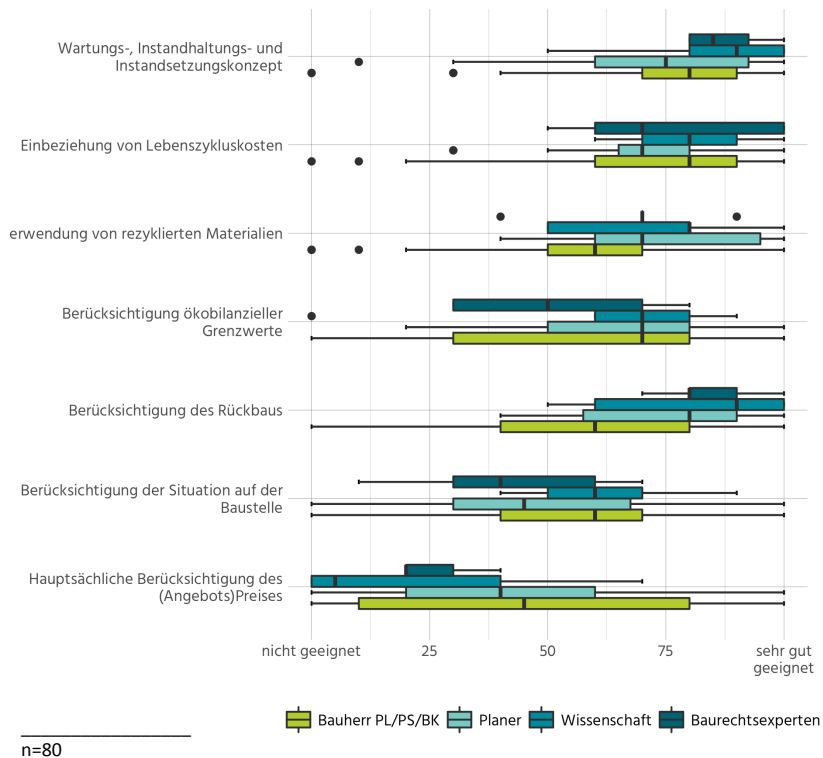 Wartungs-, Instandhaltungs- und
Instandsetzungskonzept
Einbeziehung von Lebenszykluskosten
erwendung von rezyklierten Materialien
Berücksichtigung ökobilanzieller
Grenzwerte
Berücksichtigung des Rückbaus
Berücksichtigung der Situation auf der
Baustelle
Hauptsächliche Berücksichtigung des
(Angebots)Preises
nicht geeignet 25 50 75 sehr gut
geeignet
Bauherr PL/PS/BK Planer Wissenschaft Baurechtsexperten
n=80